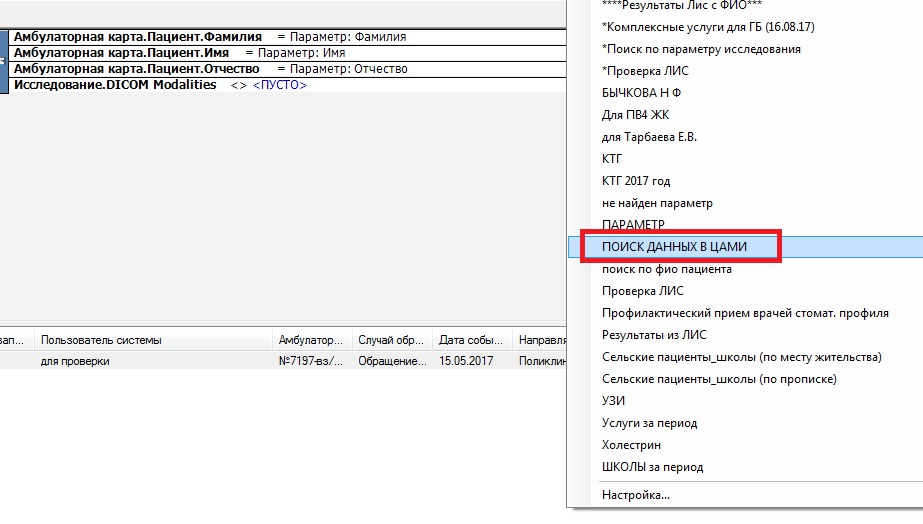 Амбулаторная карта.Пациент.Фамилия = Параметр: Фамилия
Амбулаторная карта.Пациент.Имя = Параметр: Имя
Амбулаторная карта.Пациент.Отчество = Параметр: Отчество
Исследование.DICOM Modalities <> <ПУСТО>
****Результаты Лис с ФИО***
*Комплексные услуги для ГБ (16.08.17)
*Поиск по параметру исследования
*Проверка ЛИС
БЫЧКОВА Н Ф
Для ПВ4 ЖК
для Тарбаева Е.В.
КТГ
КТГ 2017 год
не найден параметр
ПАРАМЕТР
ПОИСК ДАННЫХ В ЦАМИ
поиск по фио пациента
Проверка ЛИС
Профилактический прием врачей стомат. профиля
Результаты из ЛИС
Сельские пациенты_школы (по месту жительства)
Сельские пациенты_школы (по прописке)
УЗИ
Услуги за период
Холестрин
ШКОЛЫ за период
Настройка...
зап... Пользователь системы Амбулатор... Случай обр... Дата собы... Направля
для проверки №7197-вз/... Обращение... 15.05.2017 Поликлин